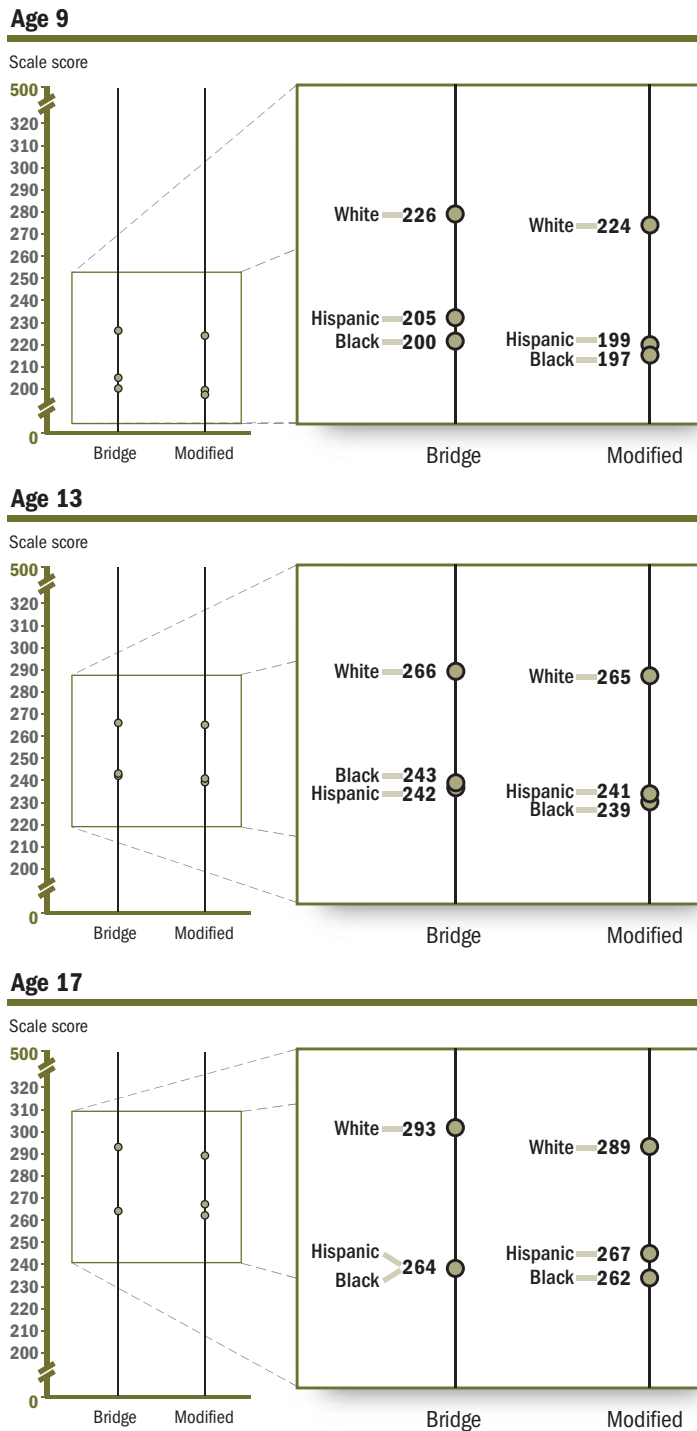 Age 9
Scale score
500
320
310
300
290
280
270
260
250
240
230
220
210
200
0
Bridge Modified
White 226
Hispanic 205
Black 200
White 224
Hispanic 199
Black 197
Bridge Modified
Age 13
Scale score
500
320
310
300
290
280
270
260
250
240
230
220
210
200
0
Bridge Modified
White 266
Black 243
Hispanic 242
White 265
Hispanic 241
Black 239
Bridge Modified
Age 17
Scale score
500
320
310
300
290
280
270
260
250
240
230
220
210
200
0
Bridge Modified
White 293
Hispanic
264
Black
White 289
Hispanic 267
Black 262
Bridge Modified